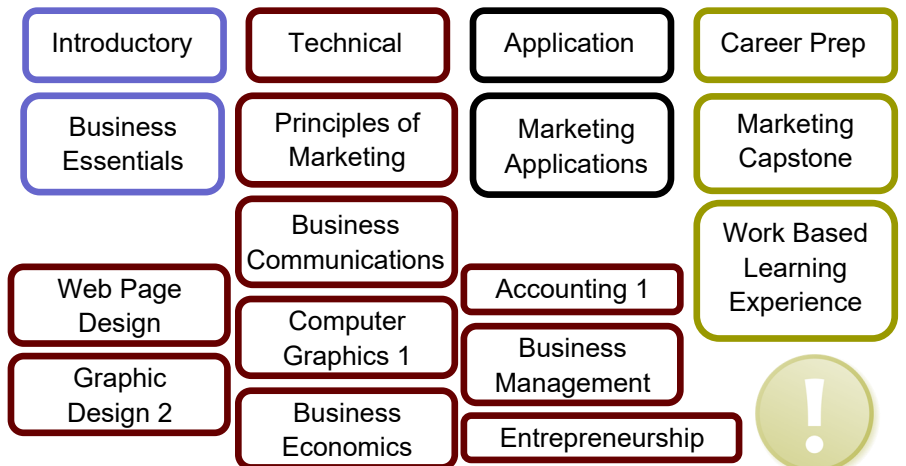 Introductory
Technical
Application
Career Prep
Business
Essentials
Principles of
Marketing
Marketing
Applications
Marketing
Capstone
Business
Communications
Work Based
Learning
Experience
Web Page
Design
Accounting 1
Computer
Graphics 1
Business
Management
Graphic
Design 2
Business
Economics
Entrepreneurship
!